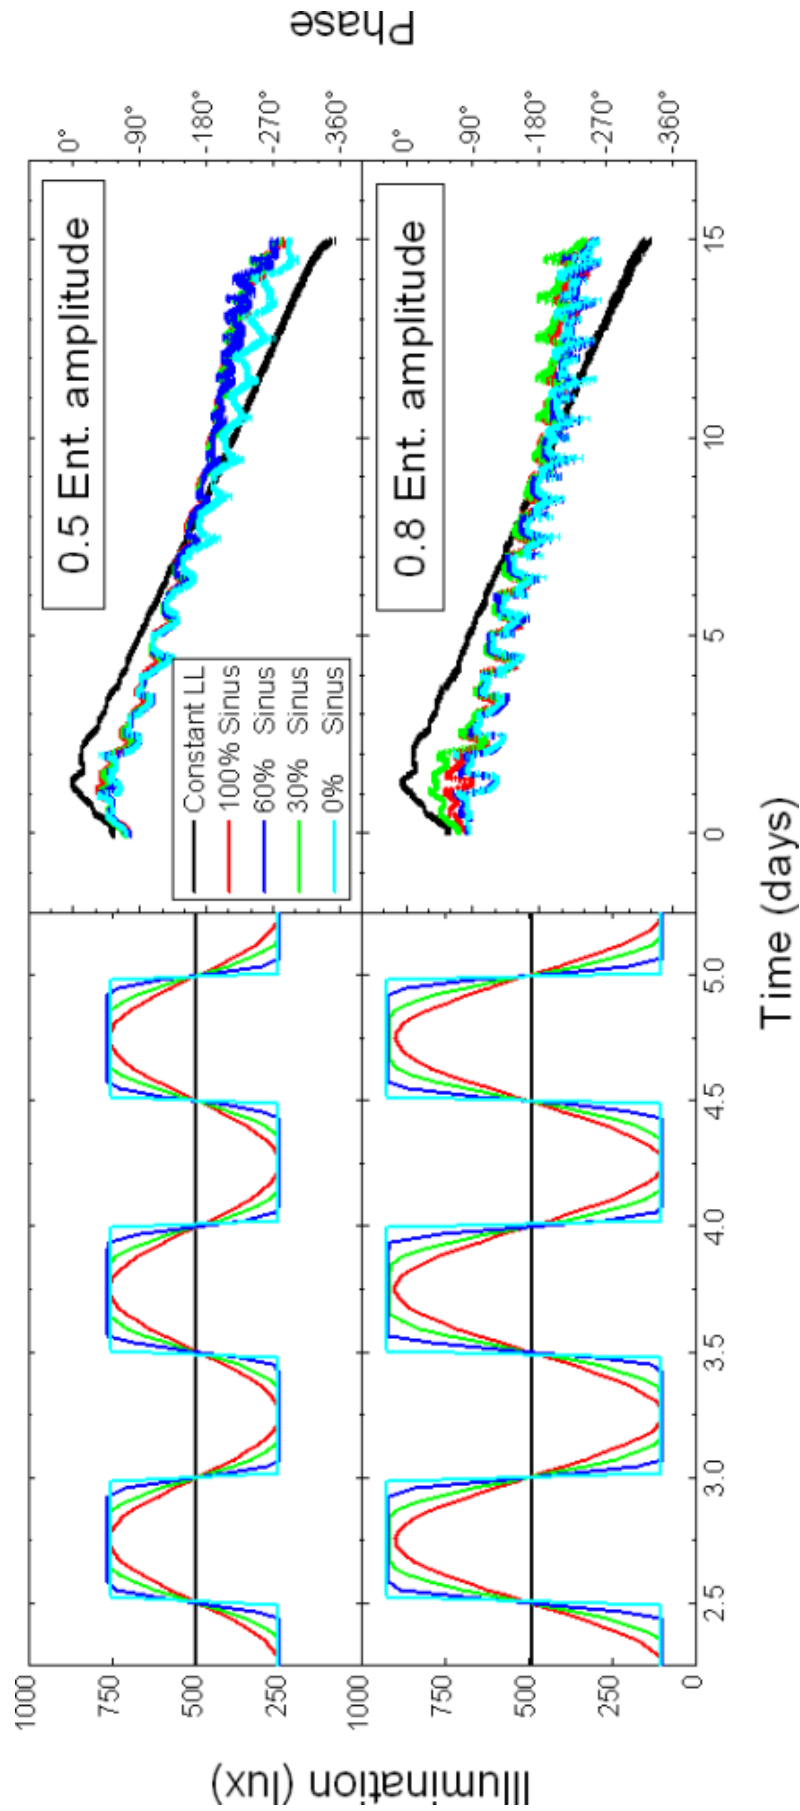 0.5 Ent. amplitude
Constant LL
100% Sinus
60% Sinus
30% Sinus
0% Sinus
0.8 Ent. amplitude
Illumination (lux)
1000
750
500
250
1000
750
500
250
0
Phase
0°
-90°
-180°
-270°
-360°
0°
-90°
-180°
-270°
-360°
2.5
3.0
3.5
4.0
4.5
5.0
0
5
10
15
Time (days)